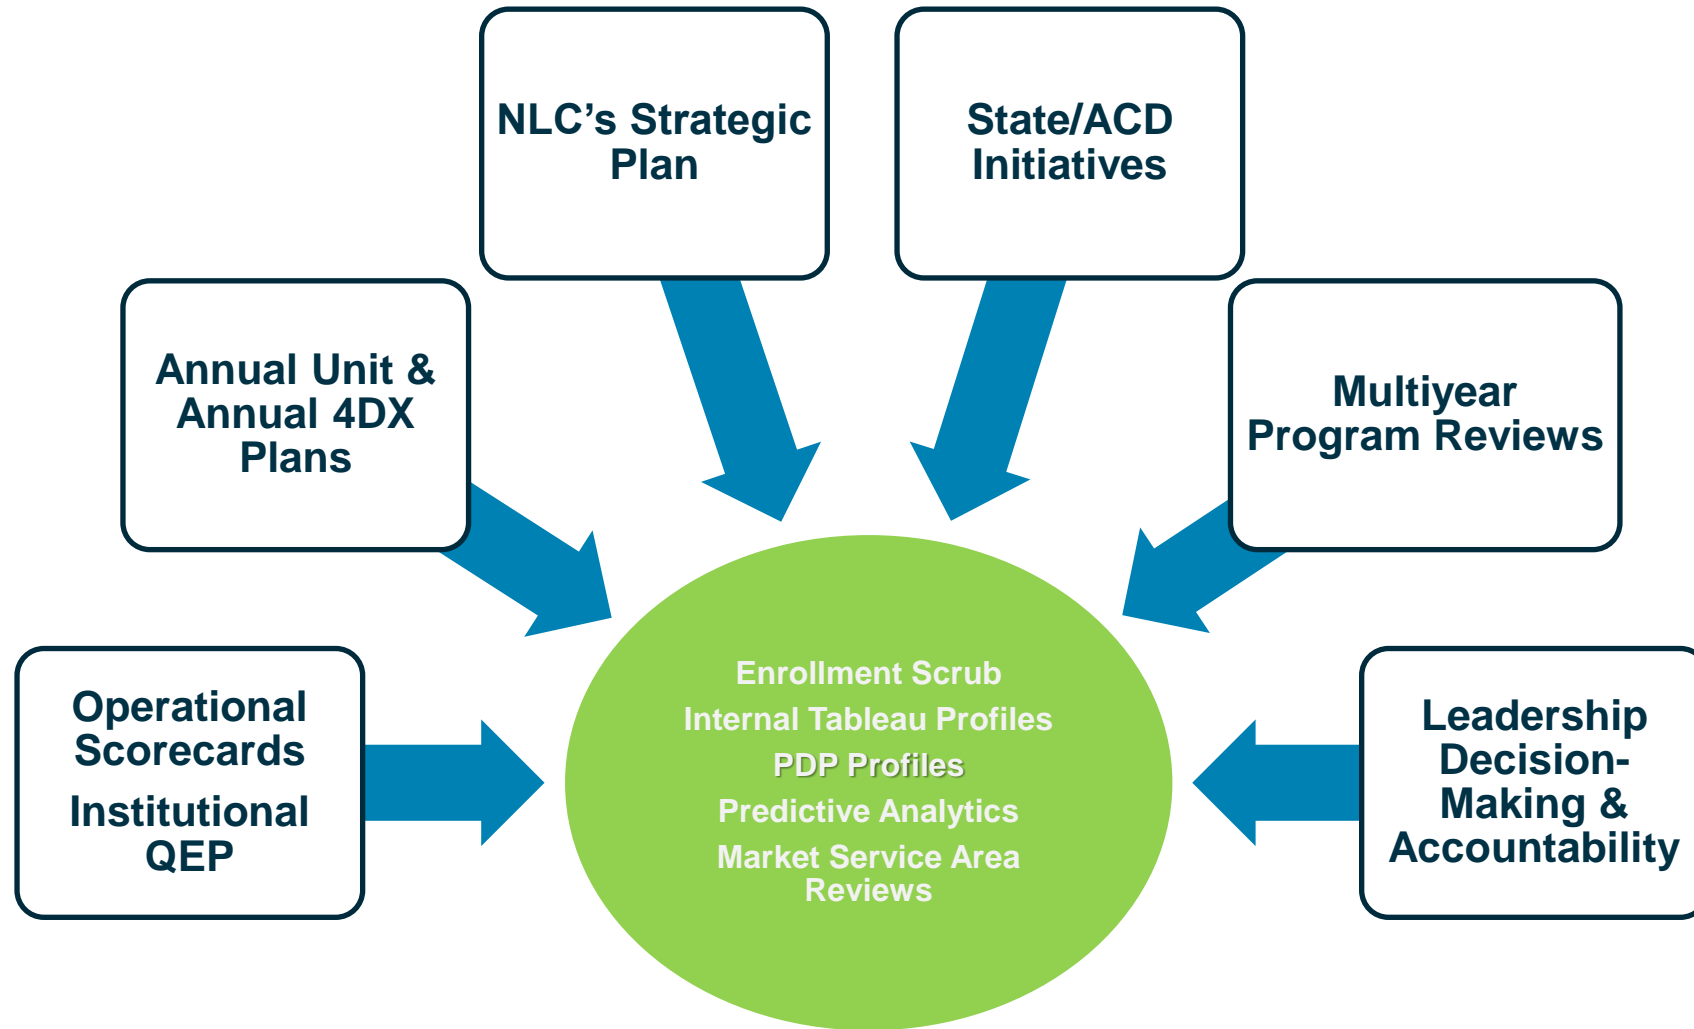 NLC’s Strategic
Plan
State/ACD
Initiatives
Annual Unit &
Annual 4DX
Plans
Multiyear
Program Reviews
Operational
Scorecards
Institutional
QEP
Enrollment Scrub
Internal Tableau Profiles
PDP Profiles
Predictive Analytics
Market Service Area
Reviews
Leadership
Decision-
Making &
Accountability